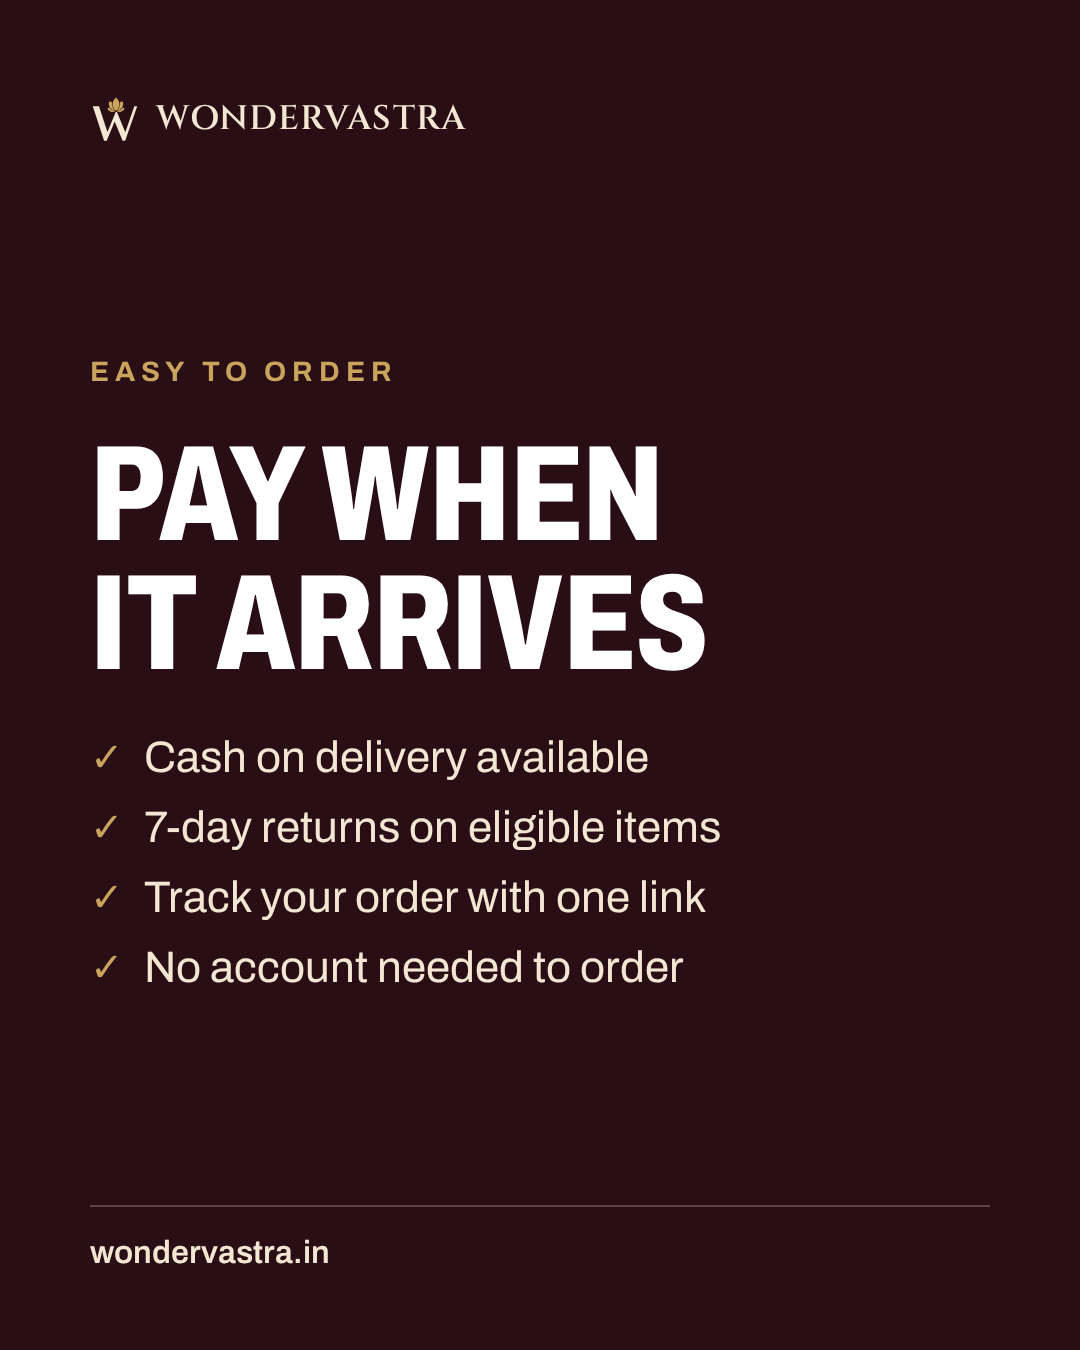 WONDERVASTRA
EASY TO ORDER
PAY WHEN
IT ARRIVES
✓ Cash on delivery available
✓ 7-day returns on eligible items
✓ Track your order with one link
✓ No account needed to order
wondervastra.in